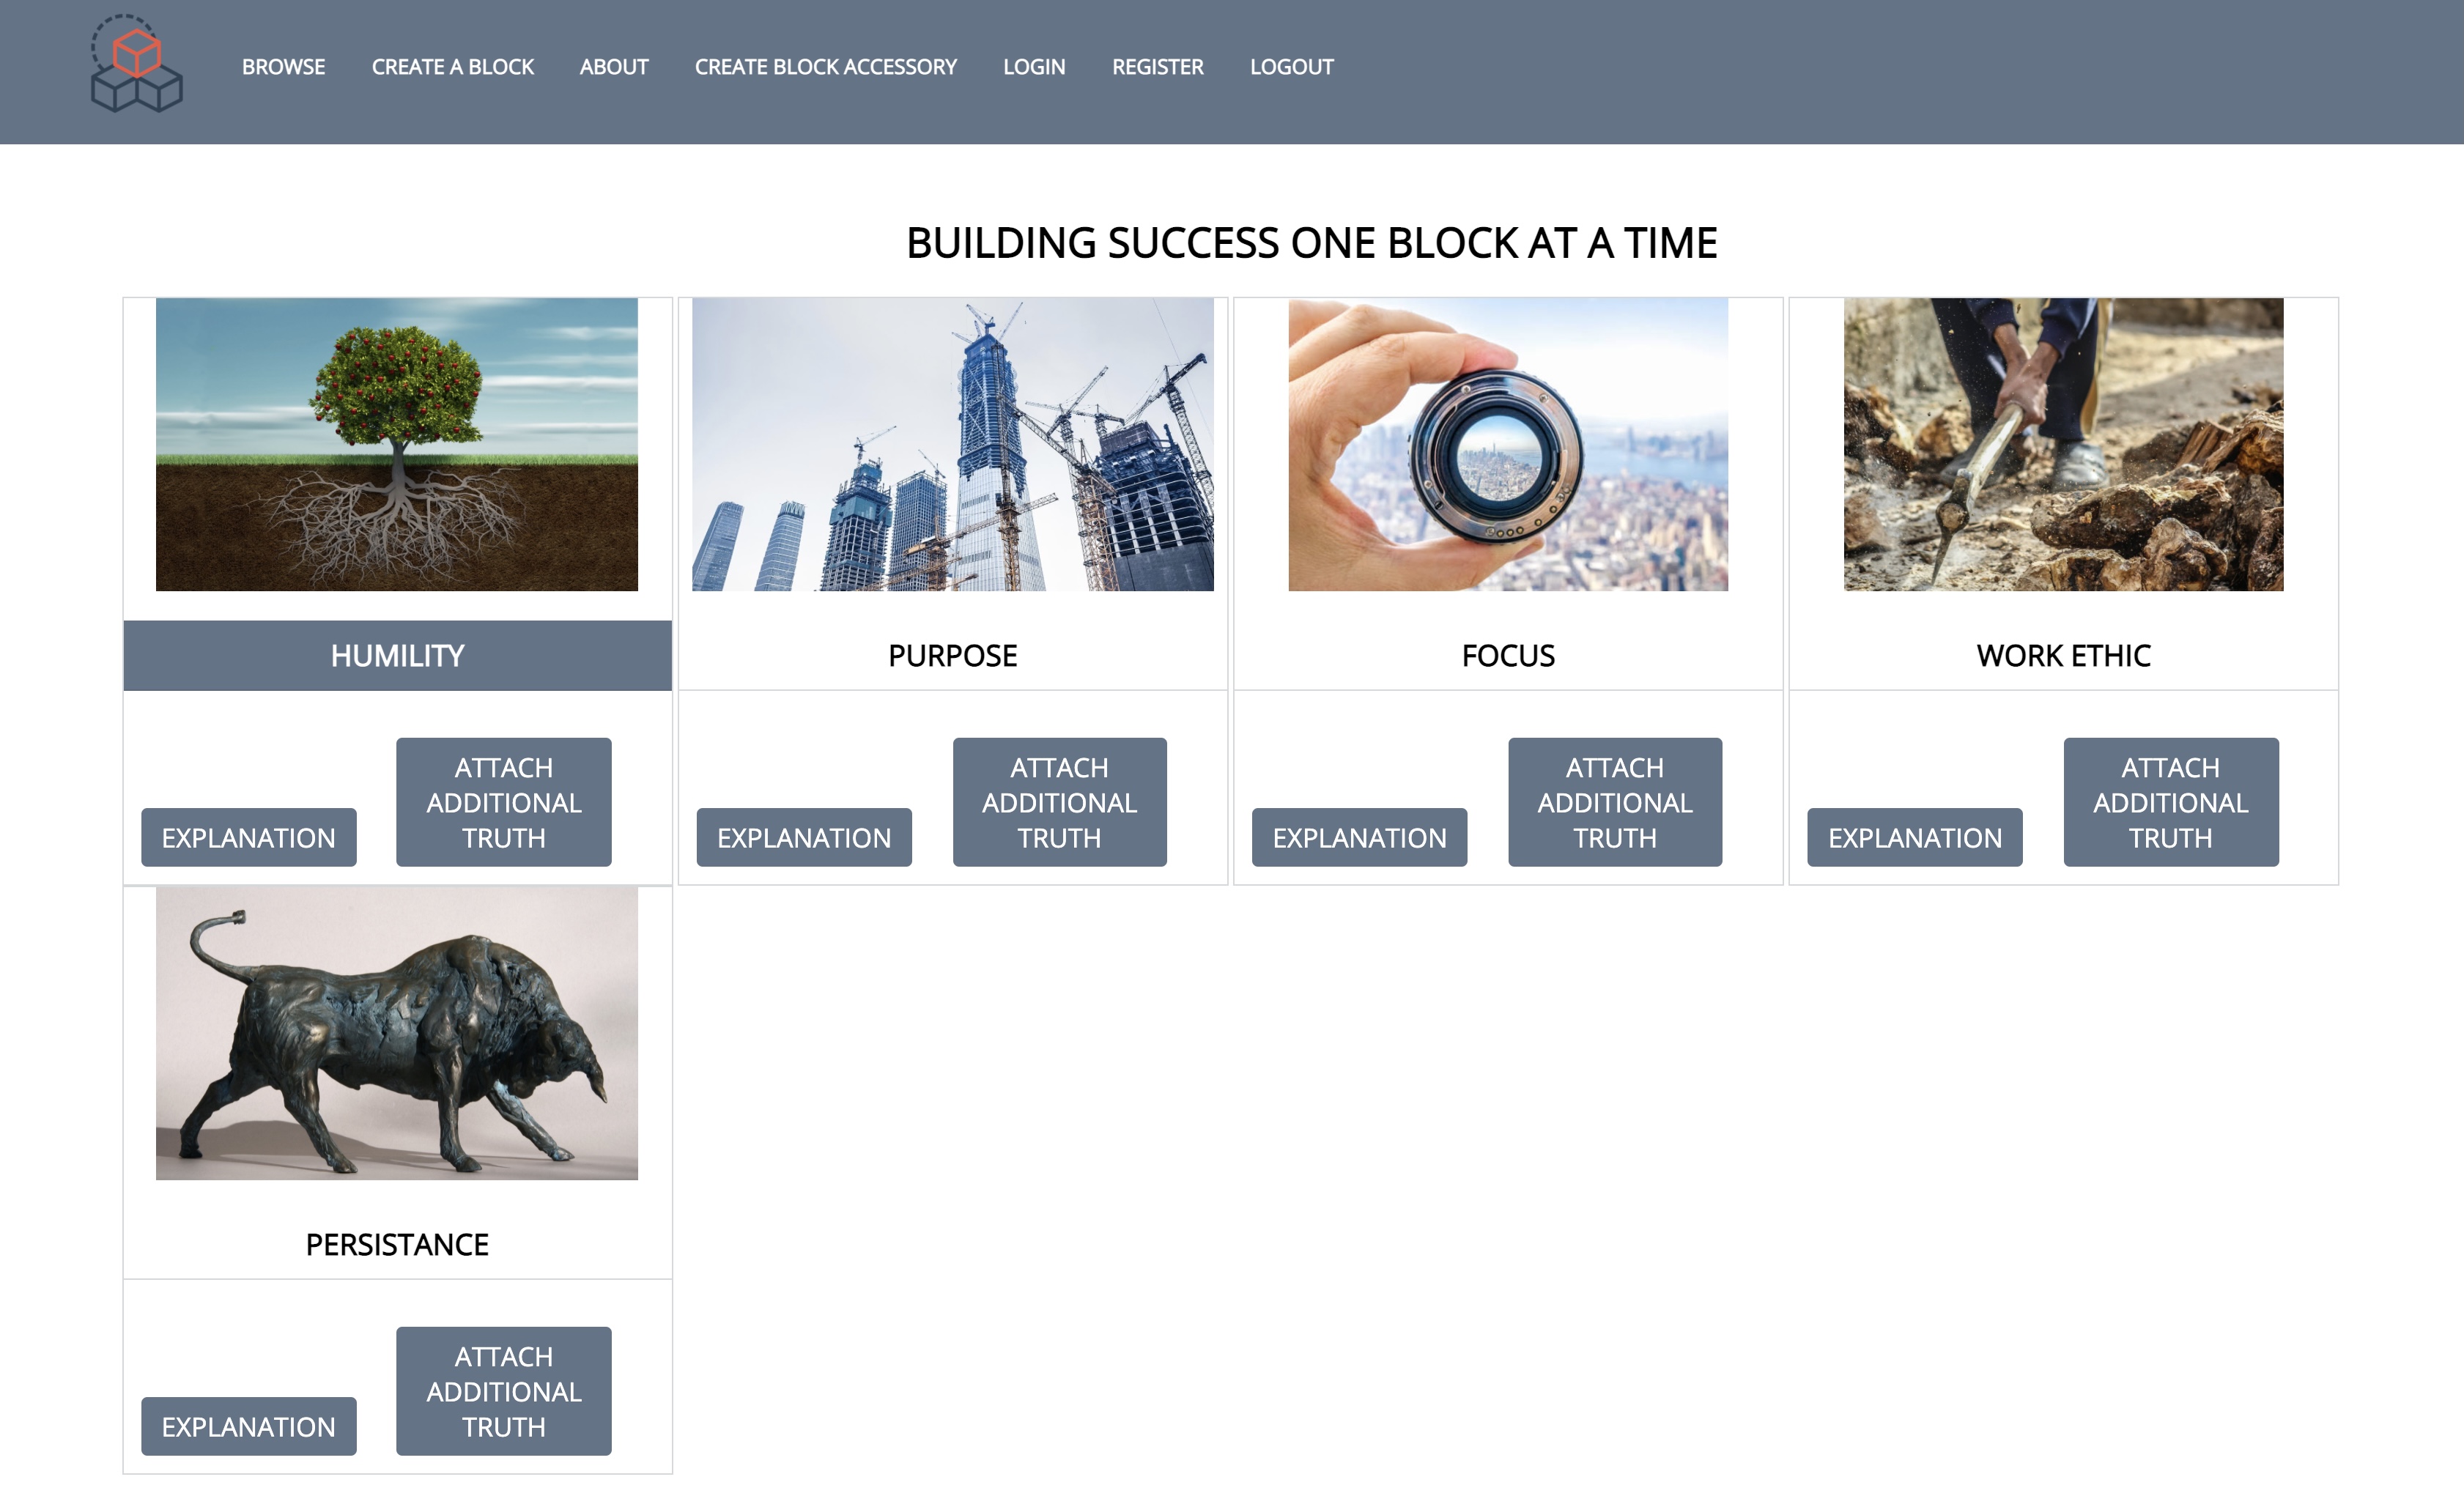 BROWSE CREATE A BLOCK ABOUT CREATE BLOCK ACCESSORY LOGIN REGISTER LOGOUT
BUILDING SUCCESS ONE BLOCK AT A TIME
HUMILITY
EXPLANATION
ATTACH
ADDITIONAL
TRUTH
PURPOSE
EXPLANATION
ATTACH
ADDITIONAL
TRUTH
FOCUS
EXPLANATION
ATTACH
ADDITIONAL
TRUTH
WORK ETHIC
EXPLANATION
ATTACH
ADDITIONAL
TRUTH
PERSISTANCE
EXPLANATION
ATTACH
ADDITIONAL
TRUTH